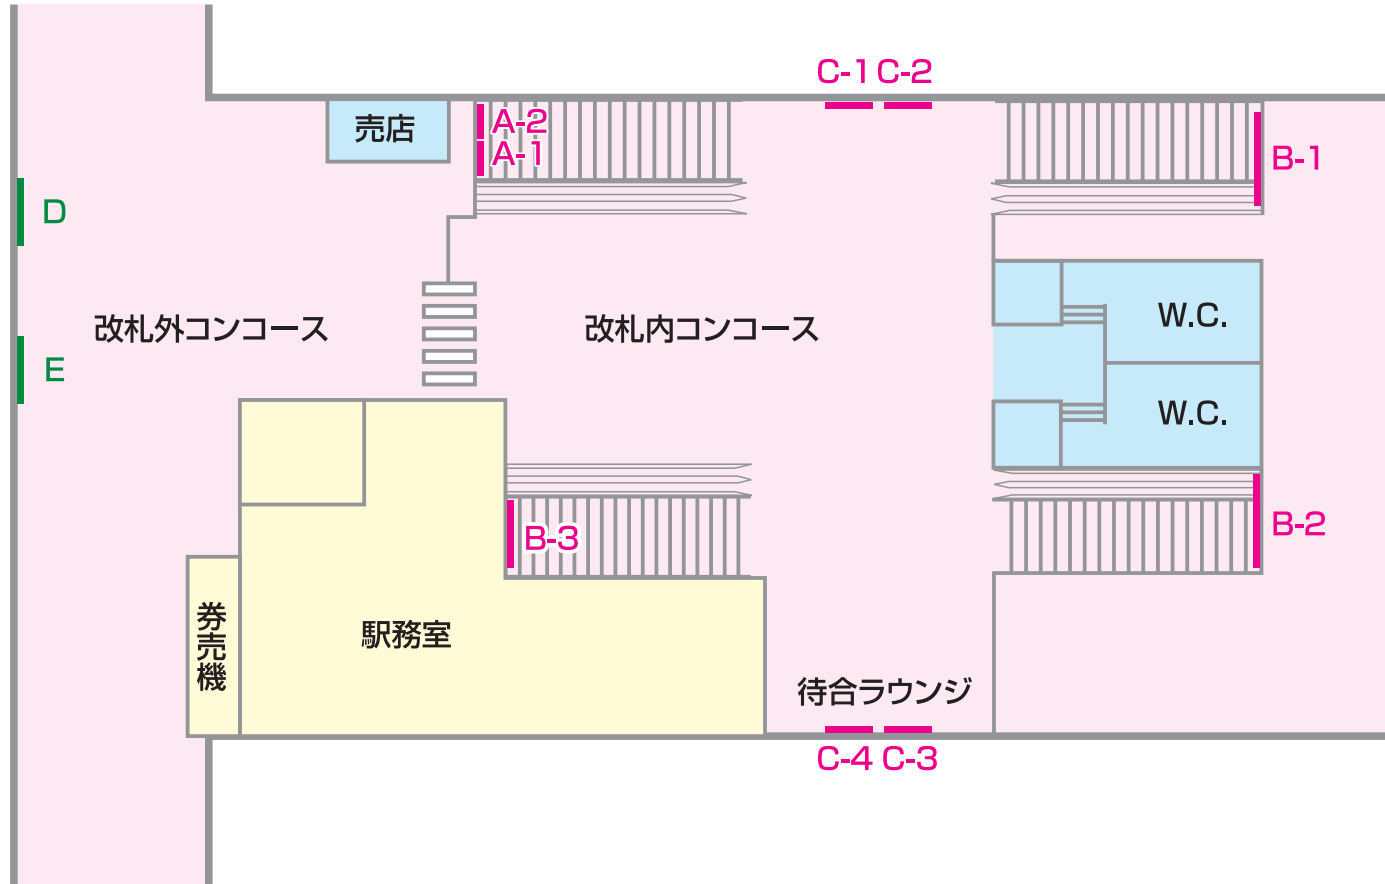 C-1 C-2
売店
A-2
A-1
B-1
D
改札外コンコース
改札内コンコース
W.C.
E
W.C.
B-3
B-2
券売機
駅務室
待合ラウンジ
C-4 C-3